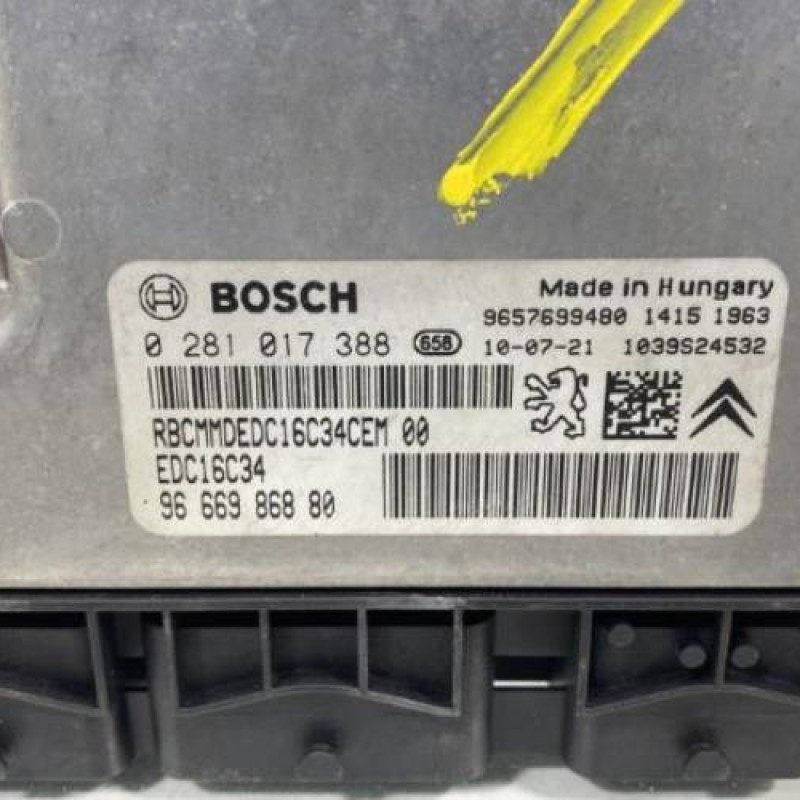 BOSCH
Made in Hungary
9657699480 1415 1963
0 281 017 388 658 10-07-21 1039S24532
RBCMMDEDC16C34CEM 00
EDC16C34
96 669 868 80